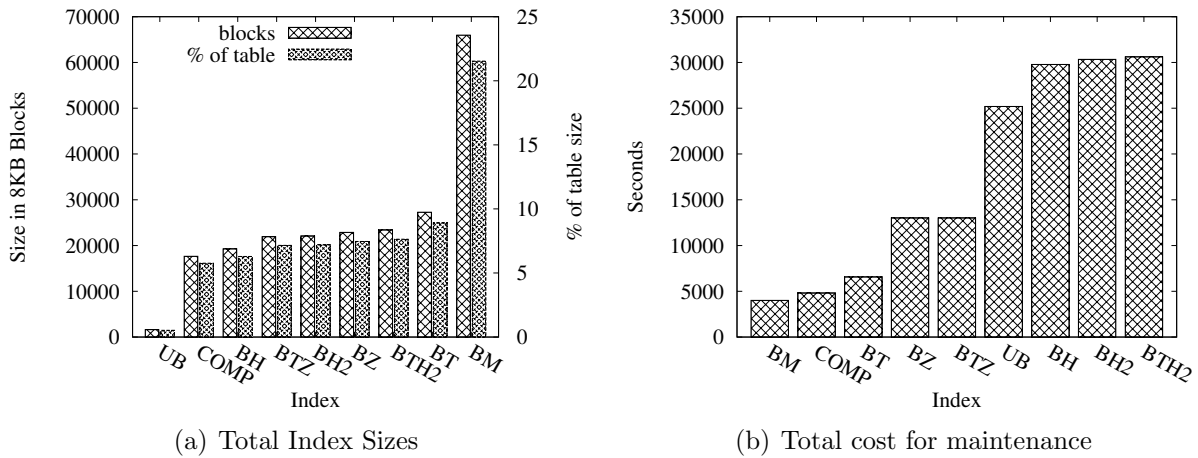 70000
60000
50000
40000
30000
20000
10000
0
Size in 8KB Blocks
blocks
% of table
25
20
15
10
5
0
% of table size
UB COMP BH BTZ BH2 BZ BTH2 BT BM
Index
(a) Total Index Sizes
35000
30000
25000
20000
15000
10000
5000
0
Seconds
BM COMP BT BZ BTZ UB BH BH2 BTH2
Index
(b) Total cost for maintenance